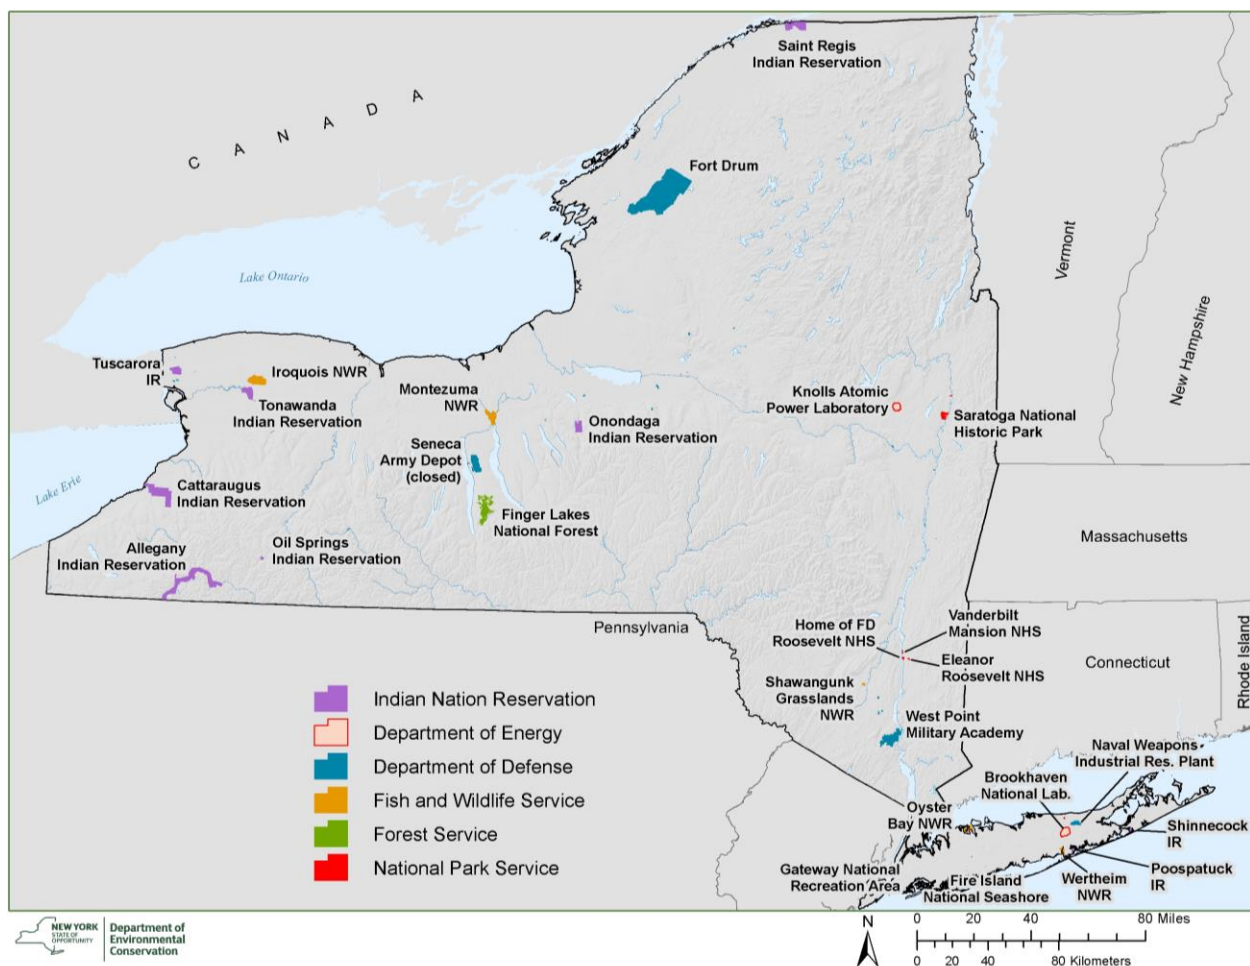 Saint Regis
Indian Reservation
C A N A D A
Fort Drum
Lake Ontario
Vermont
New Hampshire
Tuscarora
IR
Iroquois NWR
Tonawanda
Indian Reservation
Montezuma
NWR
Onondaga
Indian Reservation
Knolls Atomic
Power Laboratory
Saratoga National
Historic Park
Seneca
Army Depot
(closed)
Lake Erie
Cattaraugus
Indian Reservation
Finger Lakes
National Forest
Allegany
Indian Reservation
Oil Springs
Indian Reservation
Massachusetts
Pennsylvania
Home of FD
Roosevelt NHS
Vanderbilt
Mansion NHS
Eleanor
Roosevelt NHS
Connecticut
Rhode Island
Shawangunk
Grasslands
NWR
West Point
Military Academy
Naval Weapons
Industrial Res. Plant
Brookhaven
National Lab.
Oyster
Bay NWR
Shinnecock
IR
Poospatuck
IR
Wertheim
NWR
Gateway National
Recreation Area
Fire Island
National Seashore
Indian Nation Reservation
Department of Energy
Department of Defense
Fish and Wildlife Service
Forest Service
National Park Service
N
0 20 40 80 Miles
0 20 40 80 Kilometers
NEW YORK
STATE OF
OPPORTUNITY
Department of
Environmental
Conservation